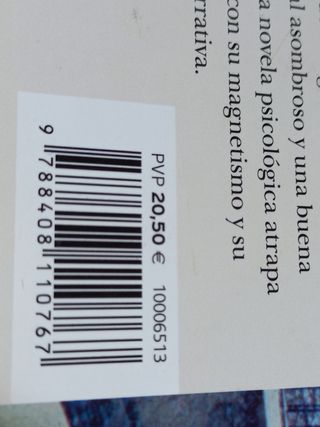 al asombroso y una buena
a novela psicológica atrapa
con su magnetismo y su
rrativa.
PVP 20,50 € 10006513
9 788408 110767